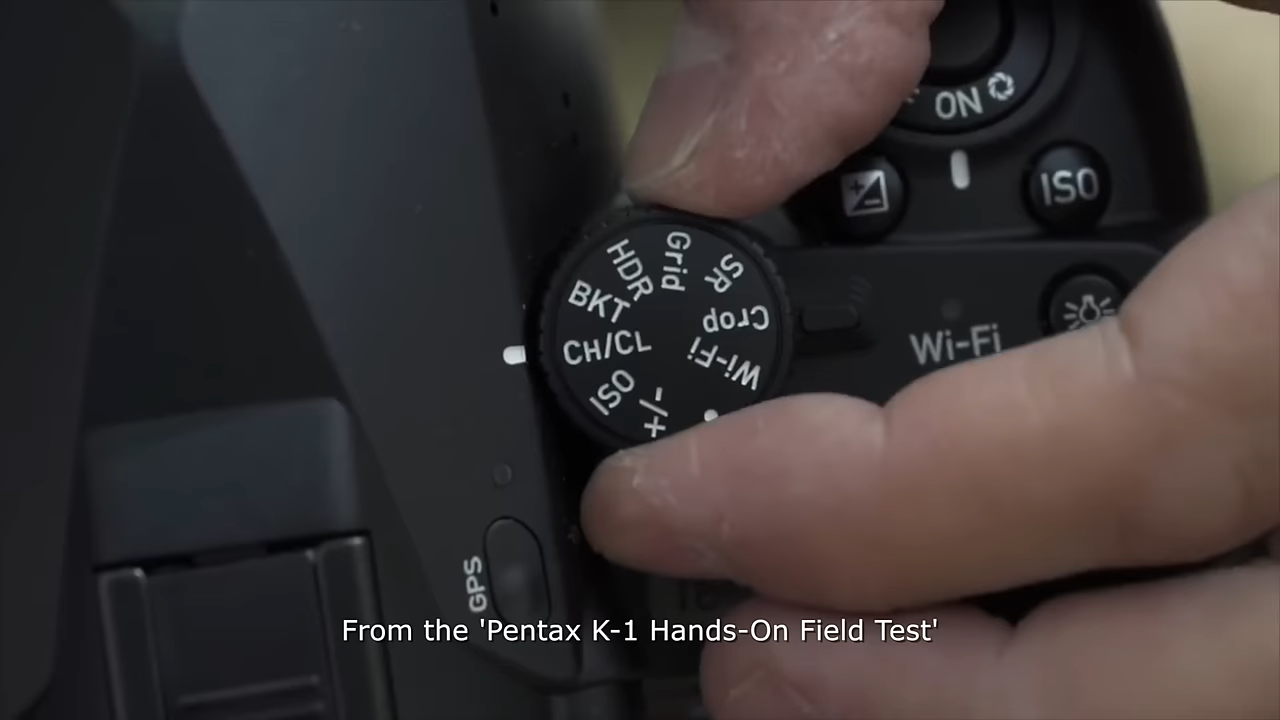 ON
ISO
Grid
HDR
SR
BKT
Crop
CH/CL
Wi-Fi
Wi-Fi
ISO
+/-
GPS
From the 'Pentax K-1 Hands-On Field Test'